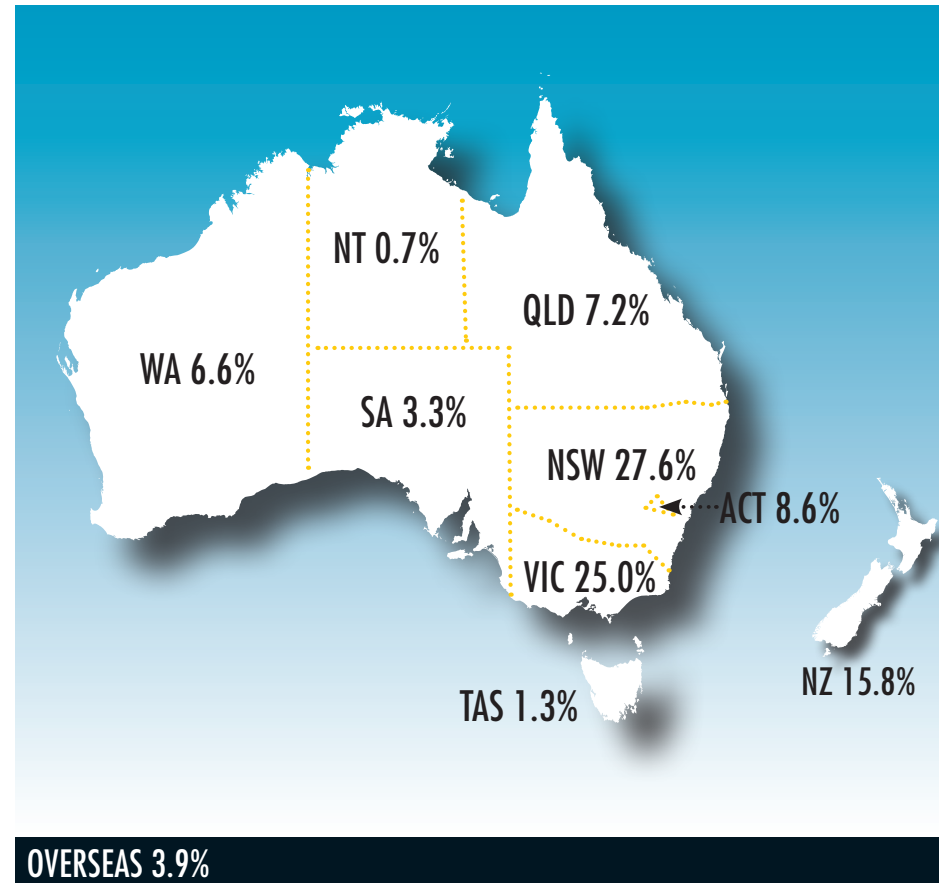 NT 0.7%
QLD 7.2%
WA 6.6%
SA 3.3%
NSW 27.6%
ACT 8.6%
VIC 25.0%
NZ 15.8%
TAS 1.3%
OVERSEAS 3.9%